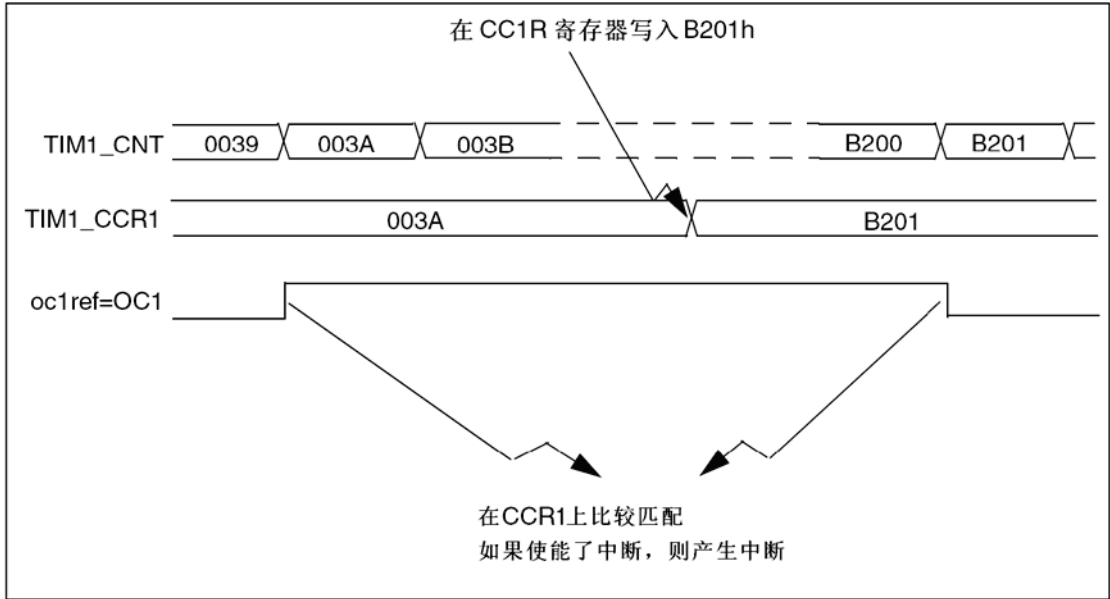 在 CC1R 寄存器写入 B201h
TIM1_CNT 0039 003A 003B B200 B201
TIM1_CCR1 003A B201
oc1ref=OC1
在CCR1上比较匹配
如果使能了中断，则产生中断